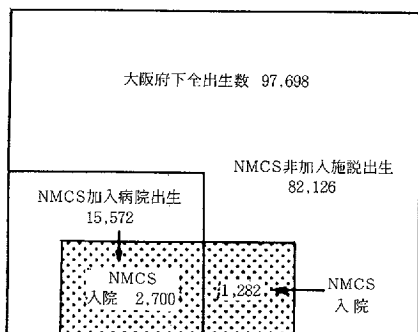 大阪府下全出生数 97,698
NMCS非加入施説出生
82,126
NMCS加入病院出生
15,572
NMCS
入院 2,700
1,282
NMCS
入院